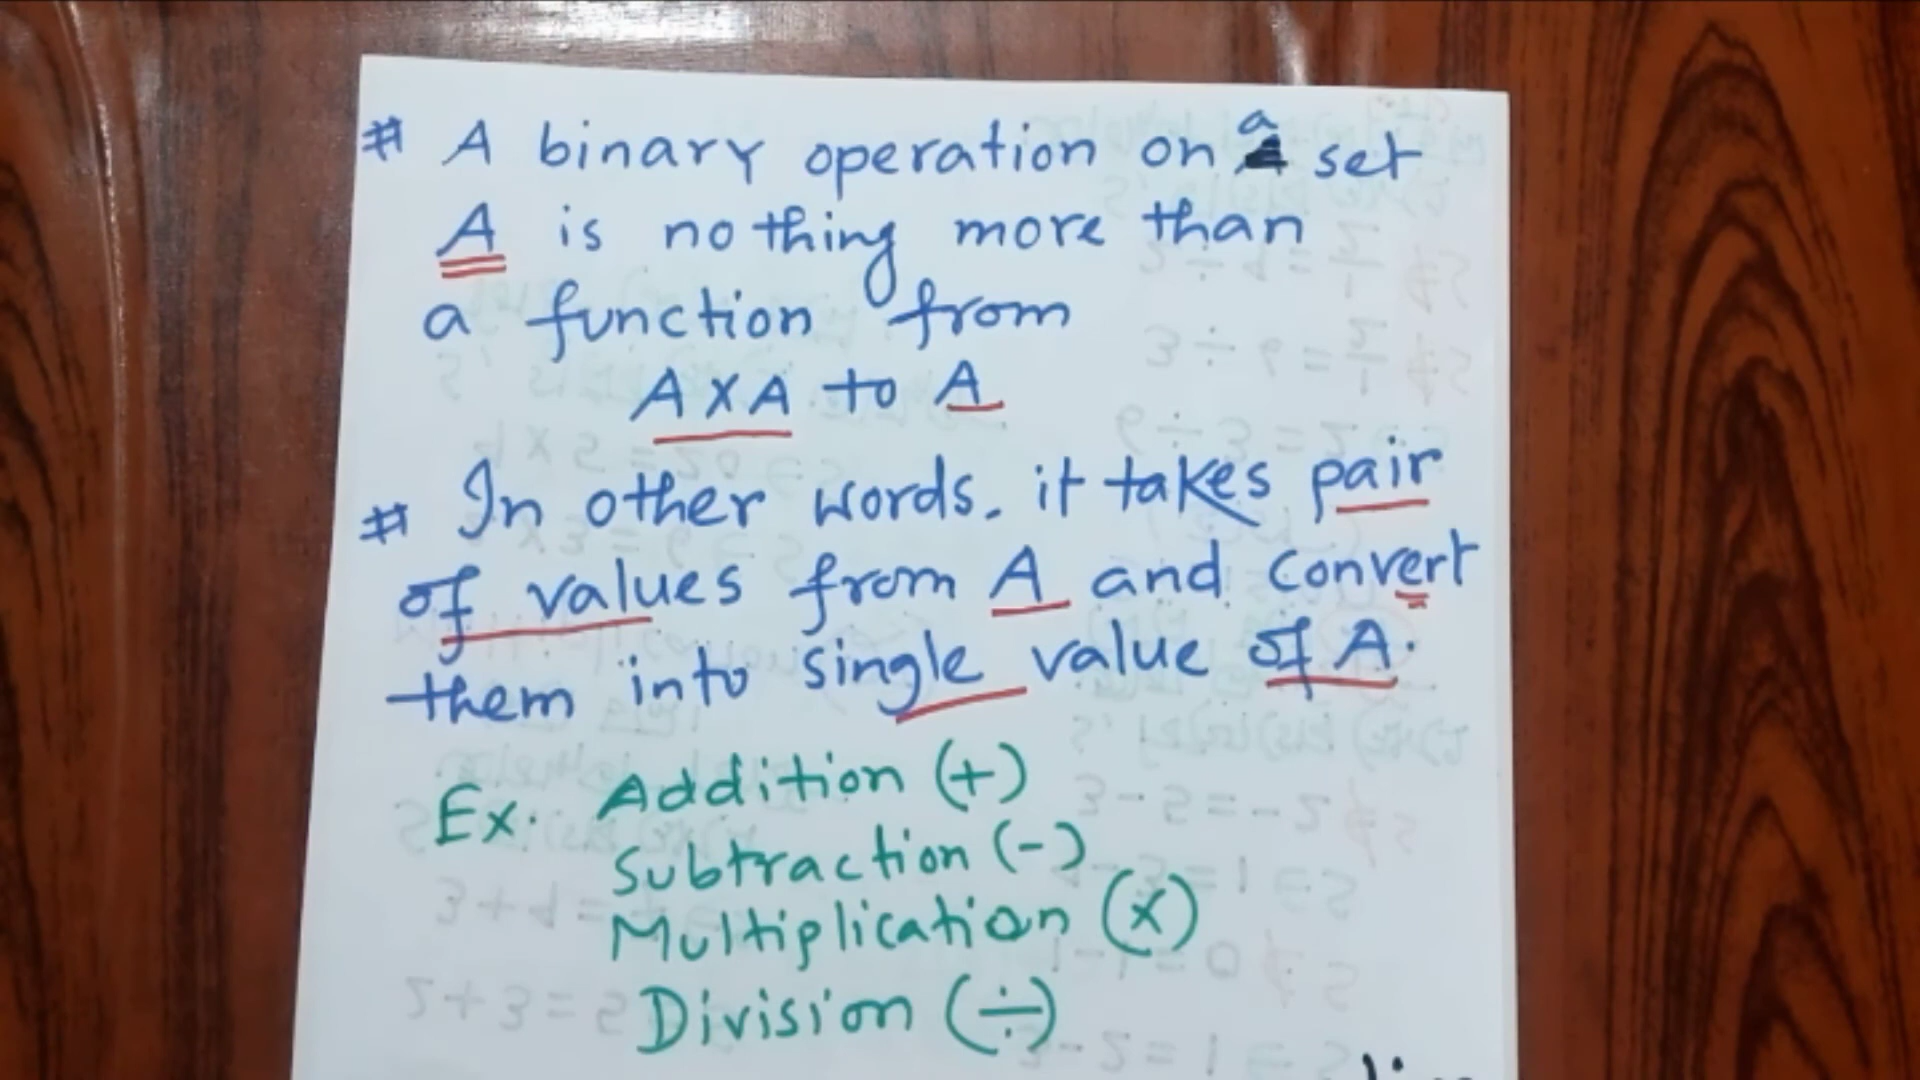 # A binary operation on a set
A is nothing more than
a function from
A X A to A
# In other words, it takes pair
of values from A and convert
them into single value of A.
Ex. Addition (+)
Subtraction (-)
Multiplication (x)
Division (÷)